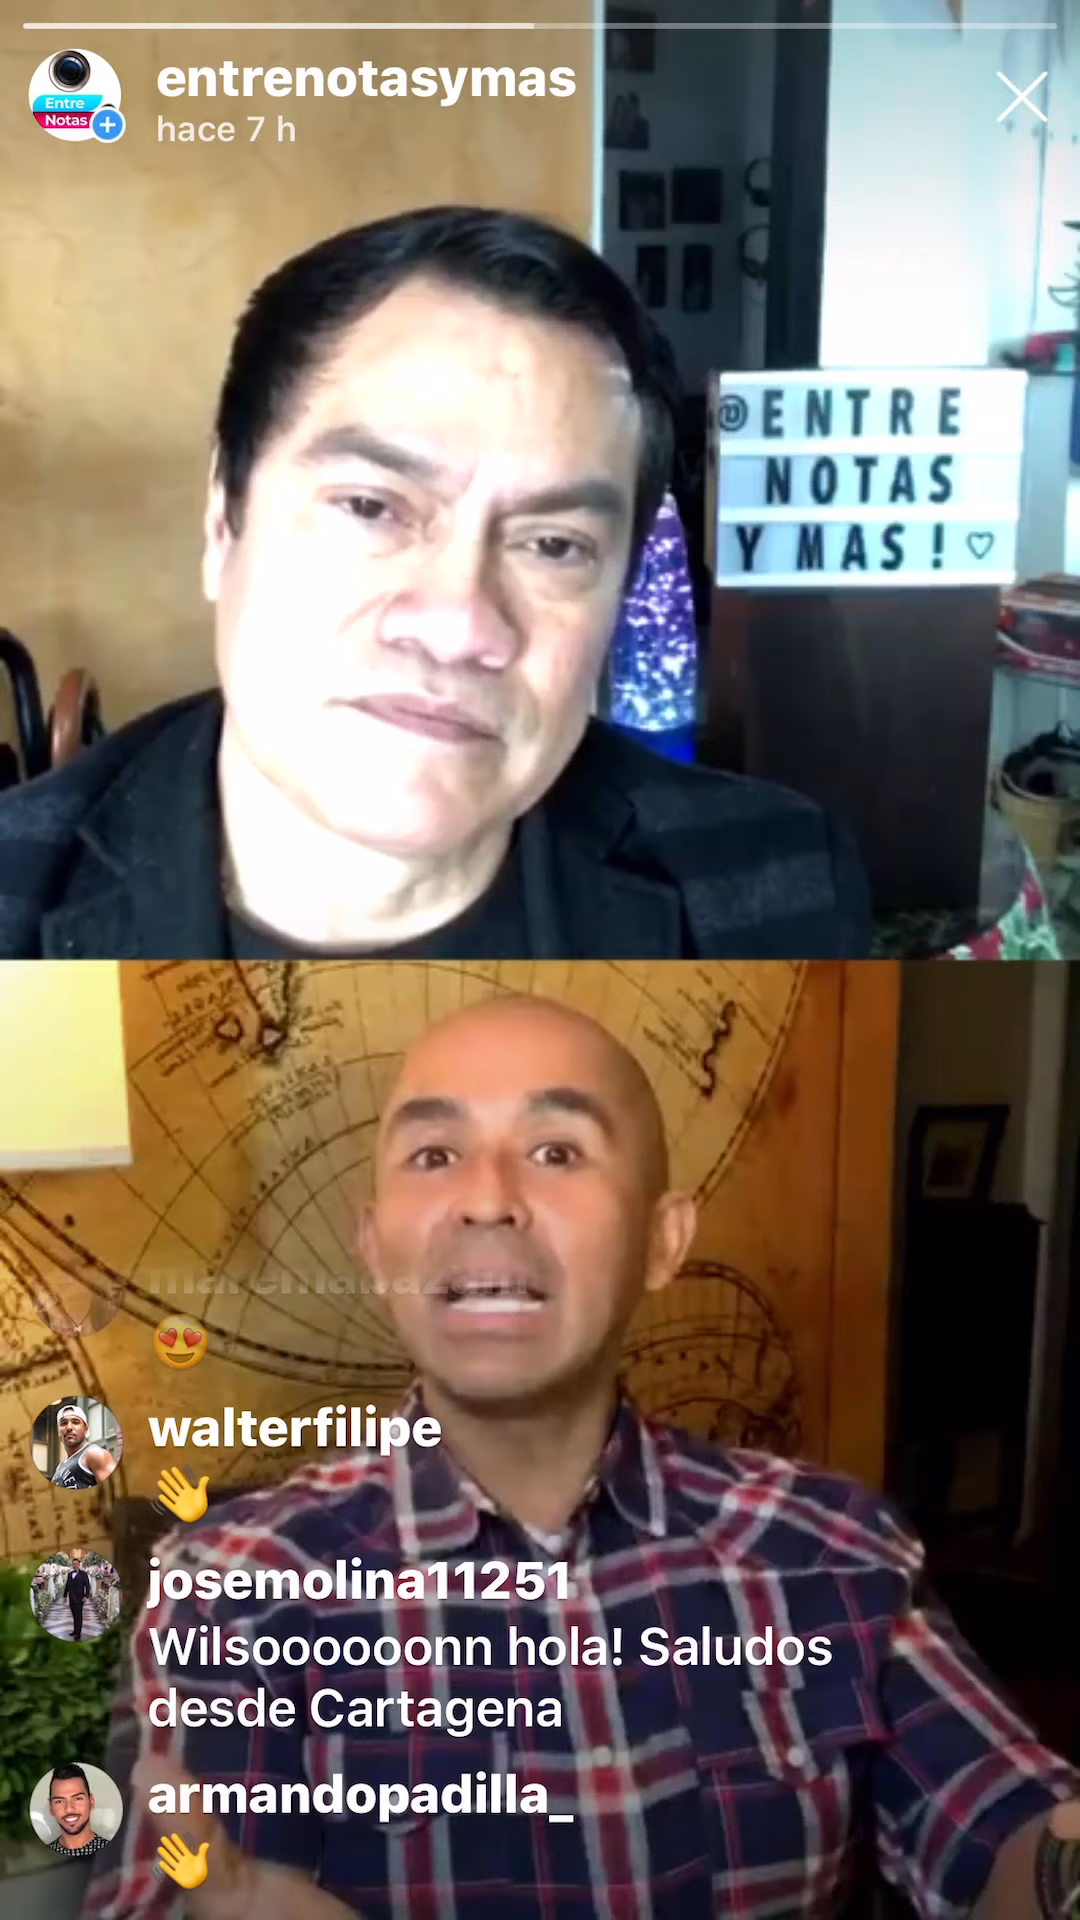 entrenotasymas
hace 7 h
Entre
Notas
@ENTRE
NOTAS
Y MAS! ♡
😍
walterfilipe
👋
josemolina11251
Wilsoooooonn hola! Saludos
desde Cartagena
armandopadilla_
👋